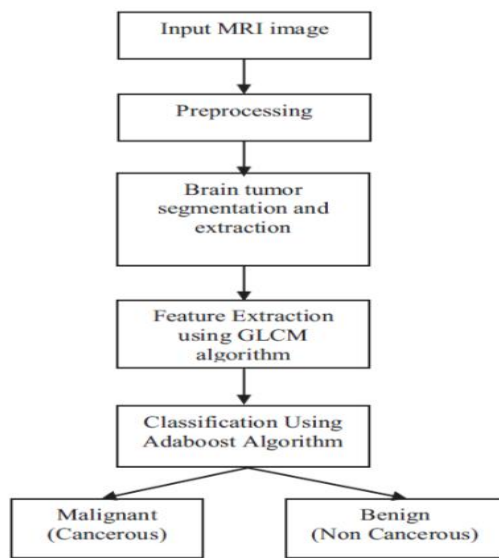 Input MRI image
Preprocessing
Brain tumor
segmentation and
extraction
Feature Extraction
using GLCM
algorithm
Classification Using
Adaboost Algorithm
Malignant
(Cancerous)
Benign
(Non Cancerous)